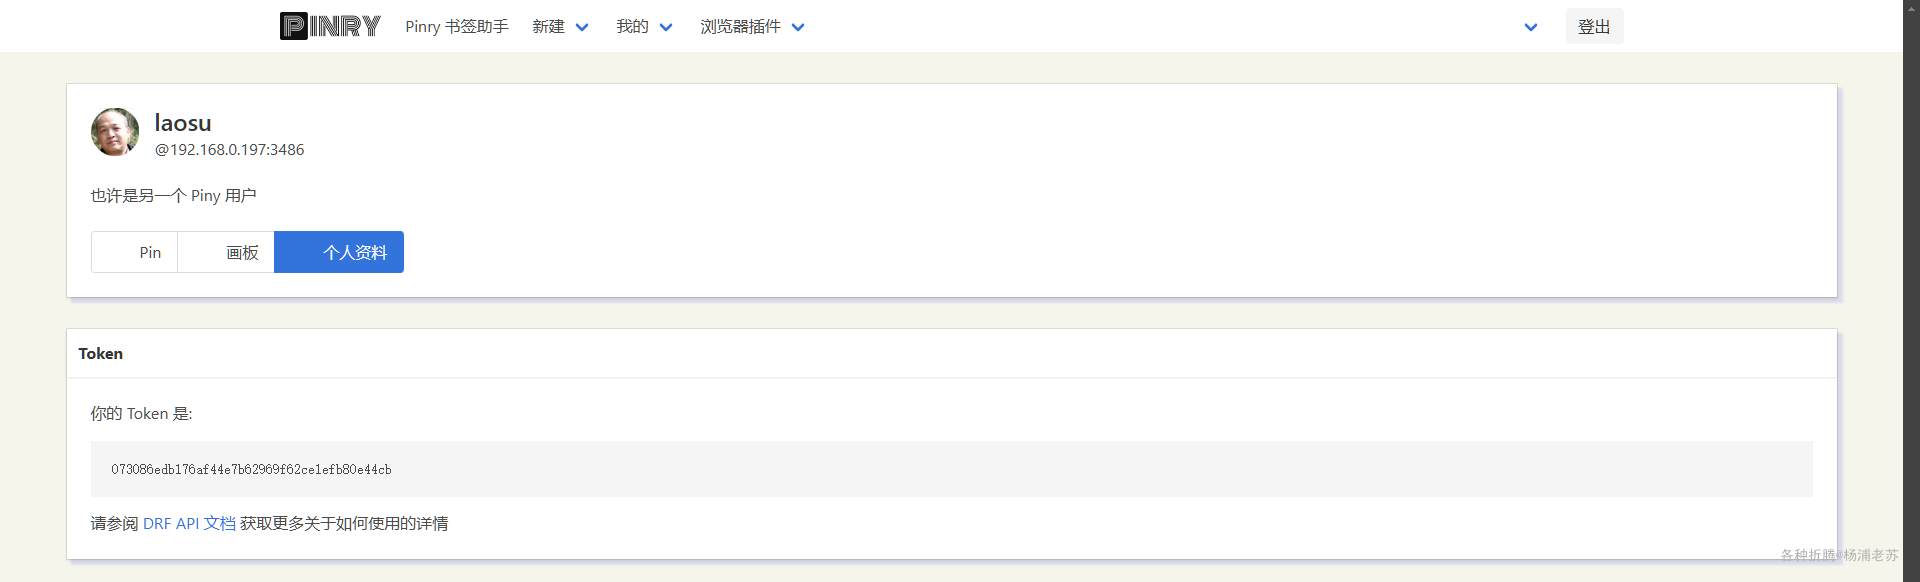 PINRY Pinry 书签助手 新建 我的 浏览器插件 登出
laosu
@192.168.0.197:3486
也许是另一个 Piny 用户
Pin 画板 个人资料
Token
你的 Token 是:
073086edb176af44e7b62969f62ce1efb80e44cb
请参阅 DRF API 文档 获取更多关于如何使用的详情
各种折腾@杨浦老苏